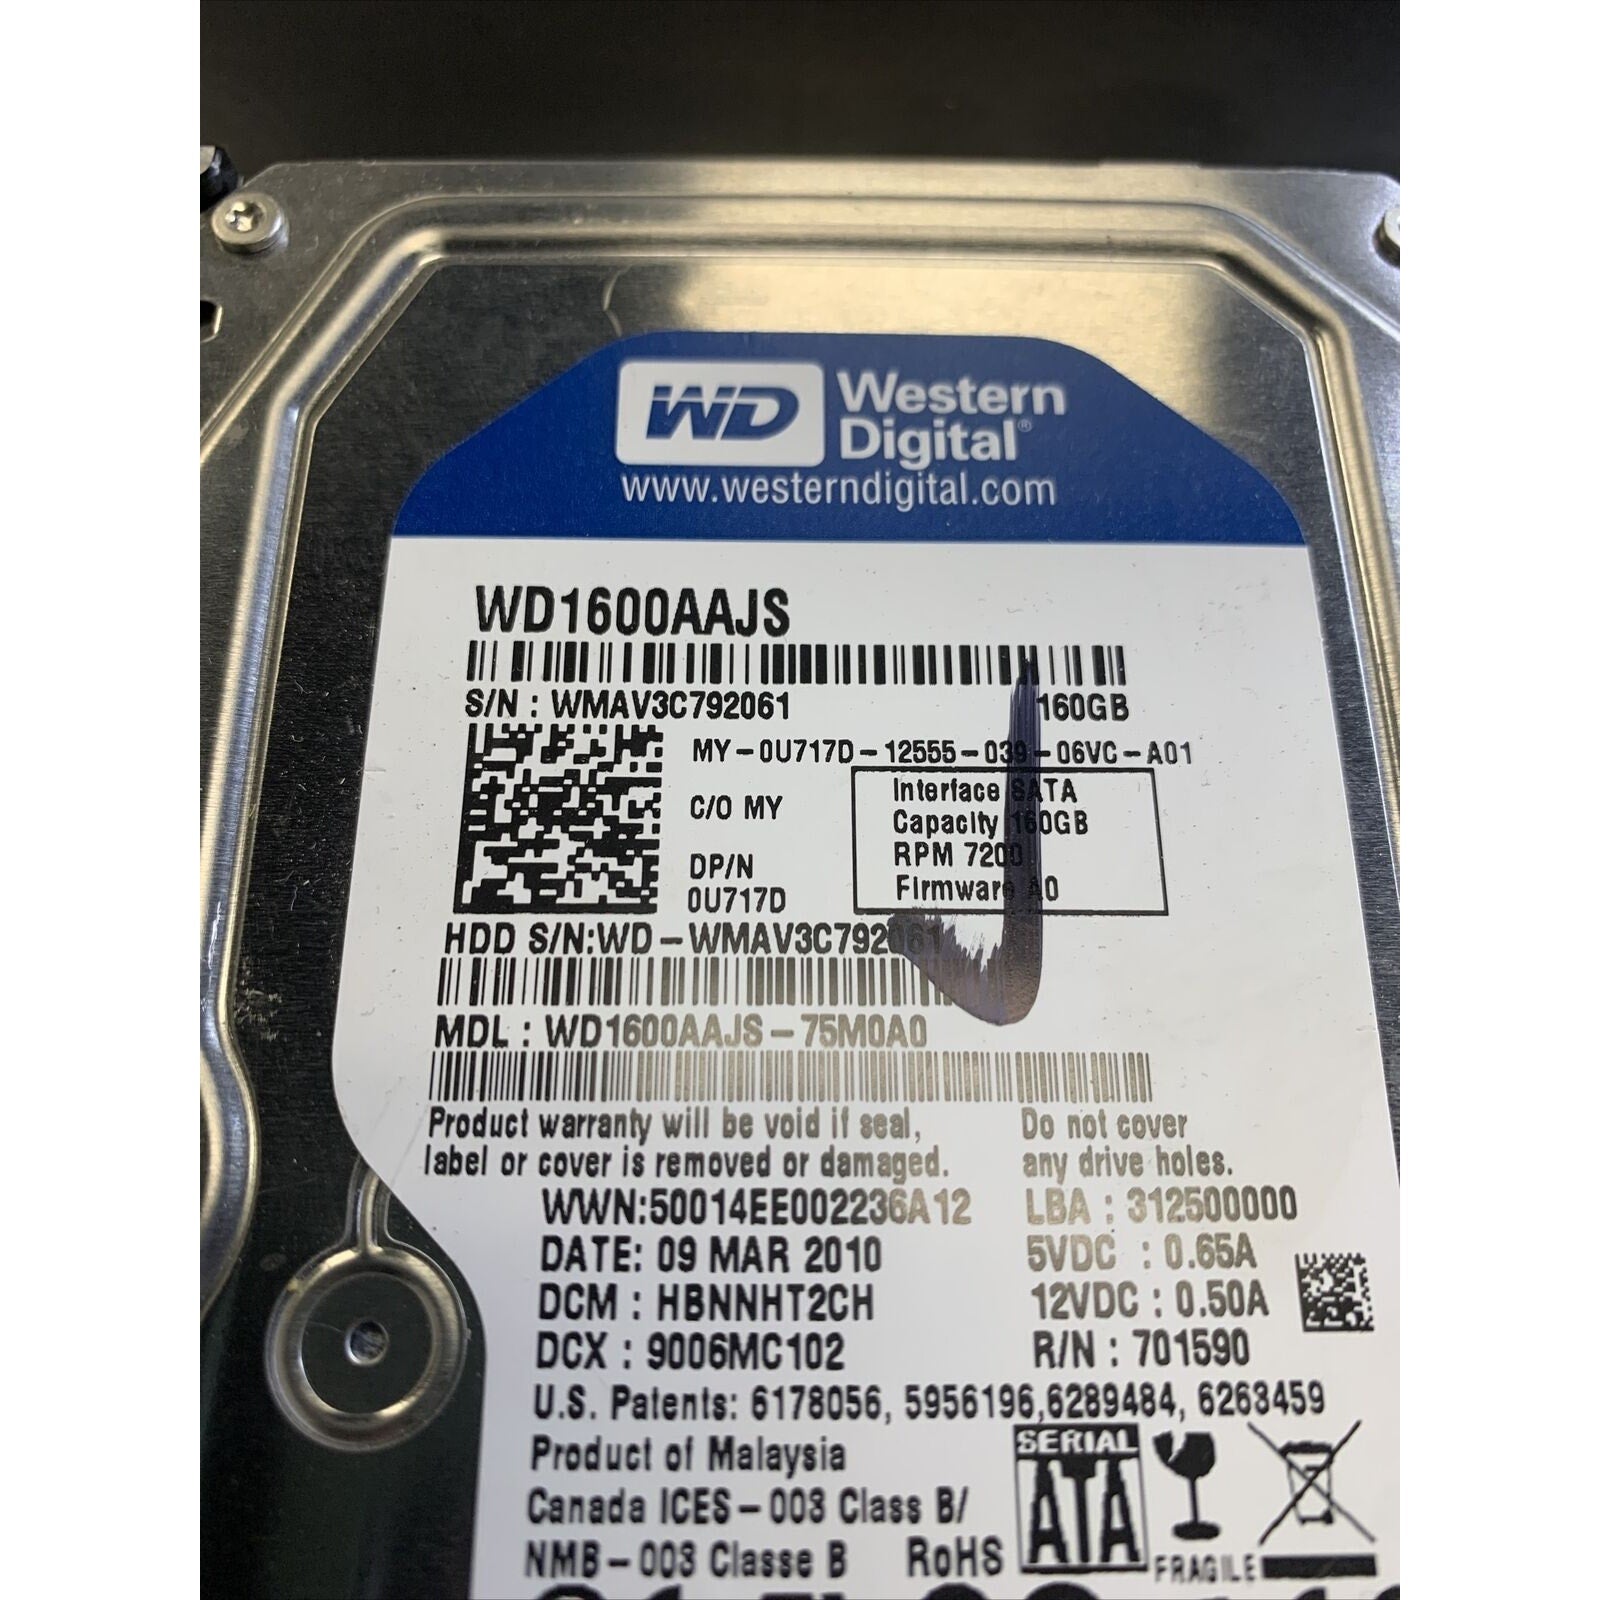 WD Western Digital®
www.westerndigital.com
WD1600AAJS
S/N : WMAV3C792061 160GB
MY-0U717D-12555-039-06VC-A01
Interface SATA
C/O MY
Capacity 160GB
RPM 7200
DP/N
0U717D
Firmware A0
HDD S/N:WD-WMAV3C792061
MDL : WD1600AAJS-75M0A0
Product warranty will be void if seal, Do not cover
label or cover is removed or damaged. any drive holes.
WWN:50014EE002236A12 LBA : 312500000
DATE: 09 MAR 2010 5VDC : 0.65A
DCM : HBNNHT2CH 12VDC : 0.50A
DCX : 9006MC102 R/N : 701590
U.S. Patents: 6178056, 5956196,6289484, 6263459
Product of Malaysia SERIAL
Canada ICES-003 Class B/ ATA
NMB-003 Classe B RoHS FRAGILE